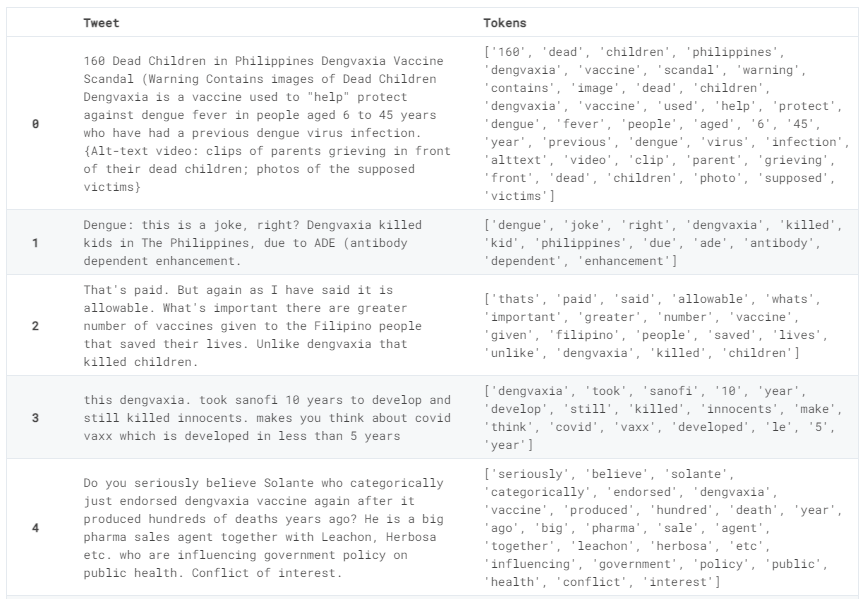 Tweet Tokens
0
160 Dead Children in Philippines Dengvaxia Vaccine
Scandal (Warning Contains images of Dead Children
Dengvaxia is a vaccine used to "help" protect
against dengue fever in people aged 6 to 45 years
who have had a previous dengue virus infection.
{Alt-text video: clips of parents grieving in front
of their dead children; photos of the supposed
victims}
['160', 'dead', 'children', 'philippines',
'dengvaxia', 'vaccine', 'scandal', 'warning',
'contains', 'image', 'dead', 'children',
'dengvaxia', 'vaccine', 'used', 'help', 'protect',
'dengue', 'fever', 'people', 'aged', '6', '45',
'year', 'previous', 'dengue', 'virus', 'infection',
'alttext', 'video', 'clip', 'parent', 'grieving',
'front', 'dead', 'children', 'photo', 'supposed',
'victims']
1
Dengue: this is a joke, right? Dengvaxia killed
kids in The Philippines, due to ADE (antibody
dependent enhancement.
['dengue', 'joke', 'right', 'dengvaxia', 'killed',
'kid', 'philippines', 'due', 'ade', 'antibody',
'dependent', 'enhancement']
2
That's paid. But again as I have said it is
allowable. What's important there are greater
number of vaccines given to the Filipino people
that saved their lives. Unlike dengvaxia that
killed children.
['thats', 'paid', 'said', 'allowable', 'whats',
'important', 'greater', 'number', 'vaccine',
'given', 'filipino', 'people', 'saved', 'lives',
'unlike', 'dengvaxia', 'killed', 'children']
3
this dengvaxia. took sanofi 10 years to develop and
still killed innocents. makes you think about covid
vaxx which is developed in less than 5 years
['dengvaxia', 'took', 'sanofi', '10', 'year',
'develop', 'still', 'killed', 'innocents', 'make',
'think', 'covid', 'vaxx', 'developed', 'le', '5',
'year']
4
Do you seriously believe Solante who categorically
just endorsed dengvaxia vaccine again after it
produced hundreds of deaths years ago? He is a big
pharma sales agent together with Leachon, Herbosa
etc. who are influencing government policy on
public health. Conflict of interest.
['seriously', 'believe', 'solante',
'categorically', 'endorsed', 'dengvaxia',
'vaccine', 'produced', 'hundred', 'death', 'year',
'ago', 'big', 'pharma', 'sale', 'agent',
'together', 'leachon', 'herbosa', 'etc',
'influencing', 'government', 'policy', 'public',
'health', 'conflict', 'interest']